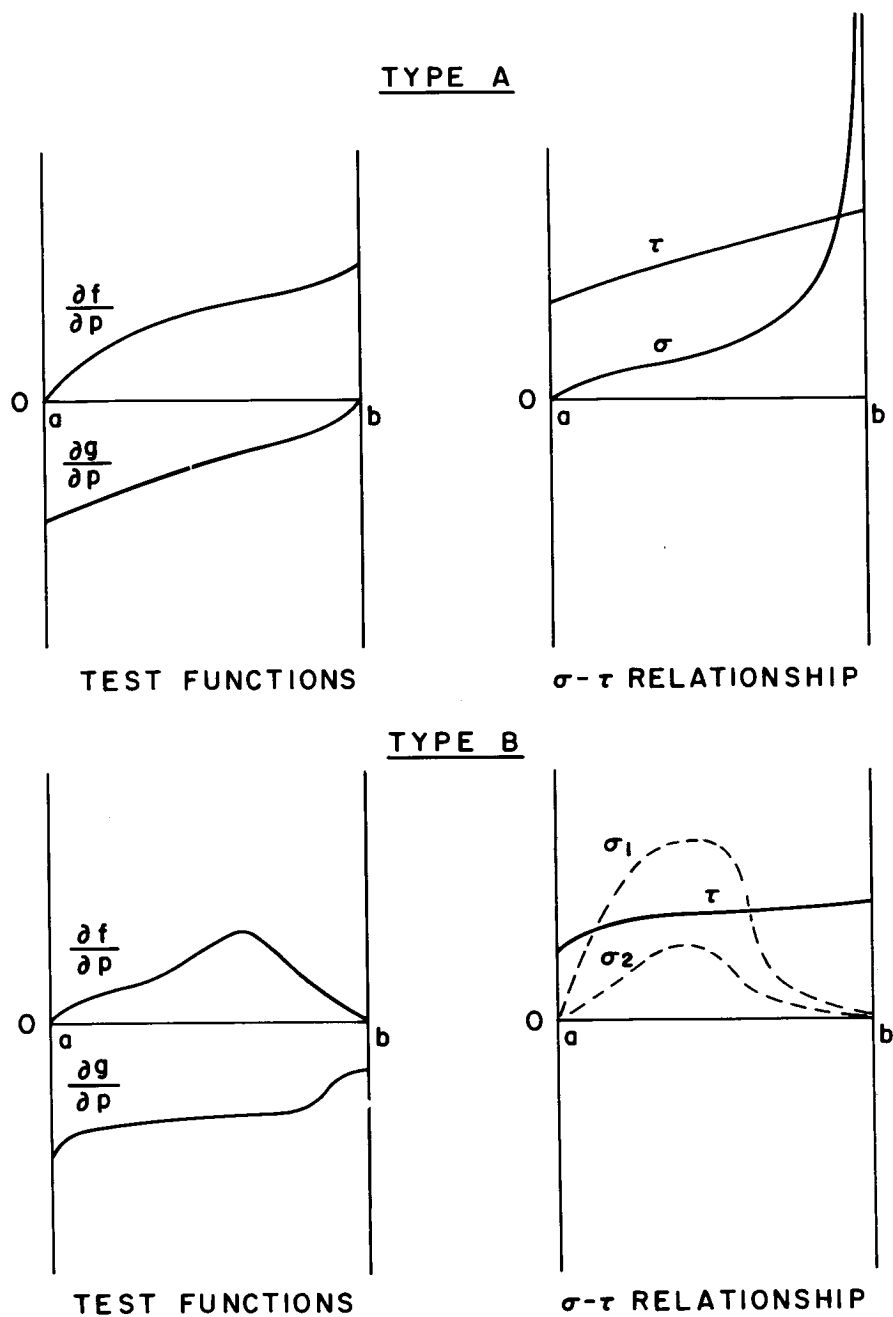 TYPE A
∂f
∂p
τ
σ
O
a
b
O
a
b
∂g
∂p
TEST FUNCTIONS
σ-τ RELATIONSHIP
TYPE B
∂f
∂p
σ1
τ
σ2
O
a
b
O
a
b
∂g
∂p
TEST FUNCTIONS
σ-τ RELATIONSHIP